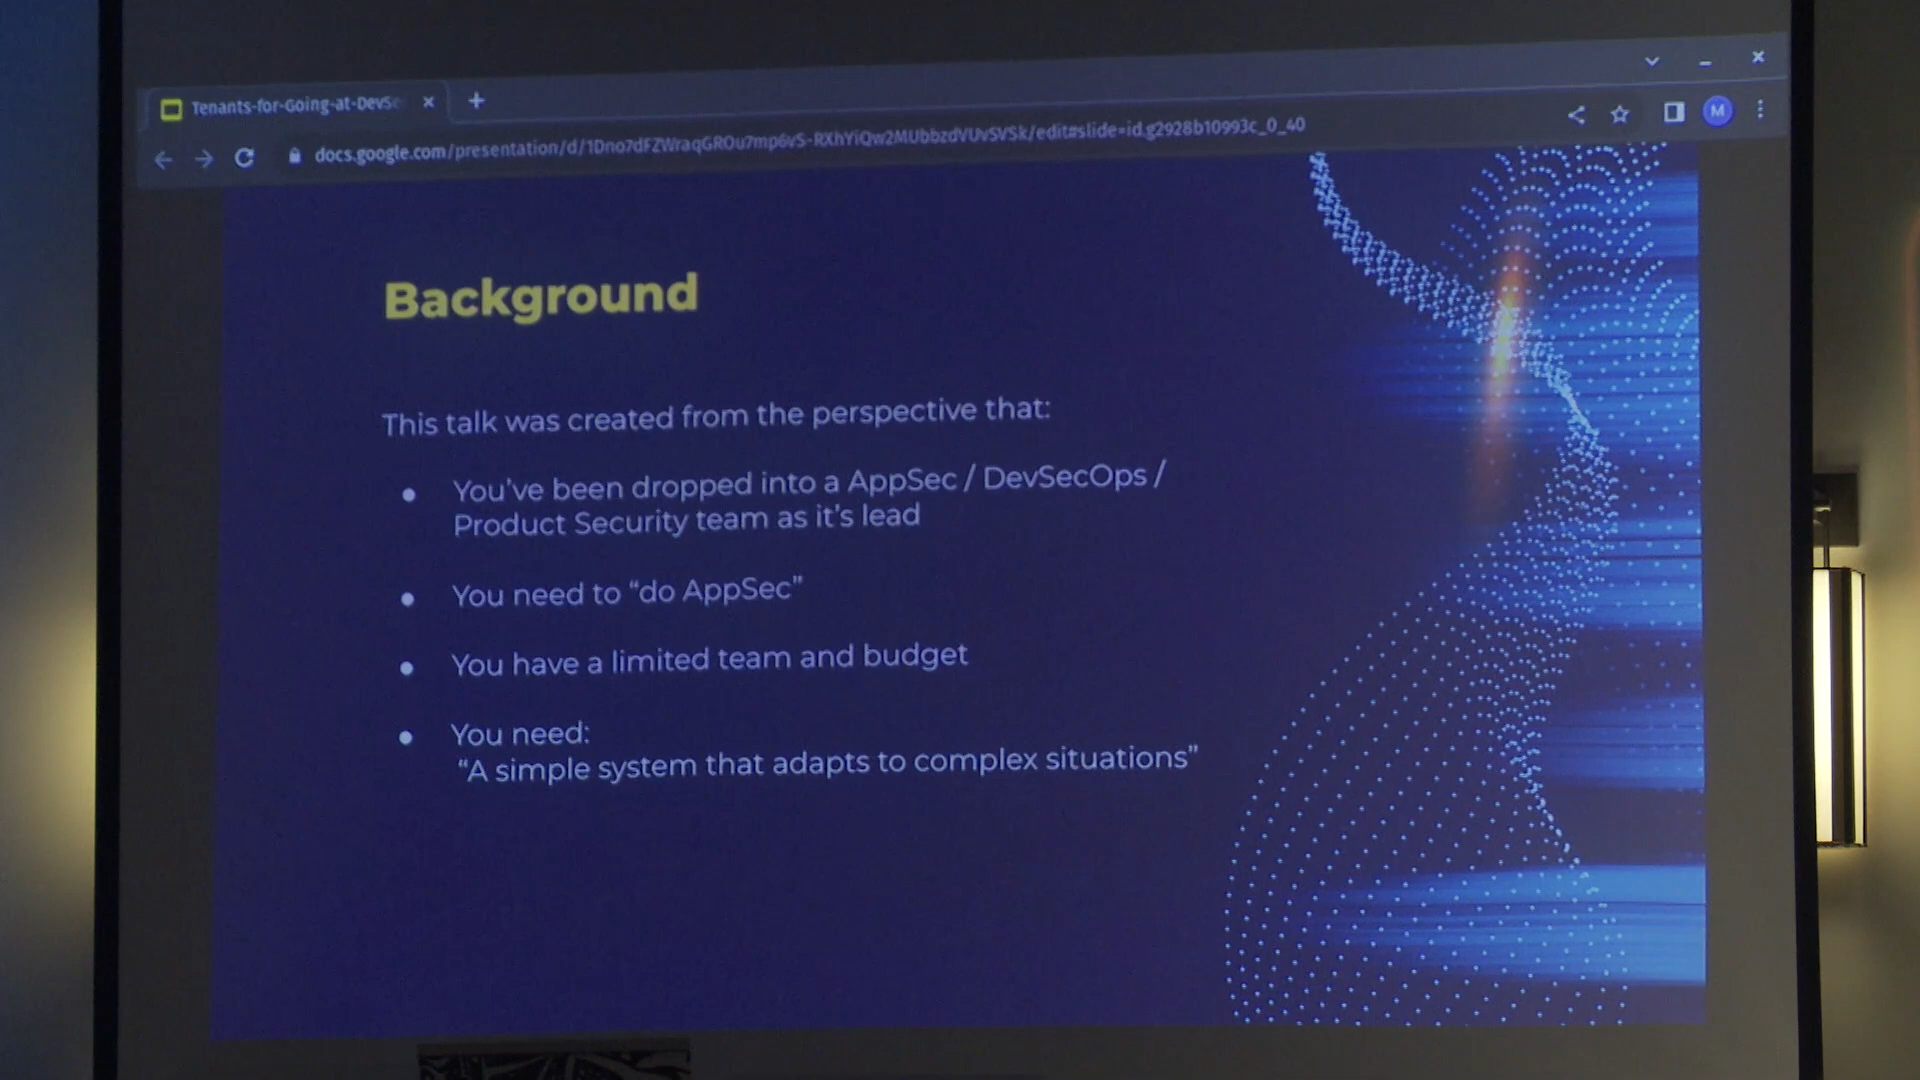 Tenants-for-Going-at-DevSe
docs.google.com/presentation/d/1Dno7dFZWraqGROu7mp6vS-RXhYiQw2MUbbzdVUvSVSk/edit#slide=id.g2928b10993c_0_40
M
Background
This talk was created from the perspective that:
You've been dropped into a AppSec / DevSecOps /
Product Security team as it's lead
You need to “do AppSec”
You have a limited team and budget
You need:
“A simple system that adapts to complex situations”